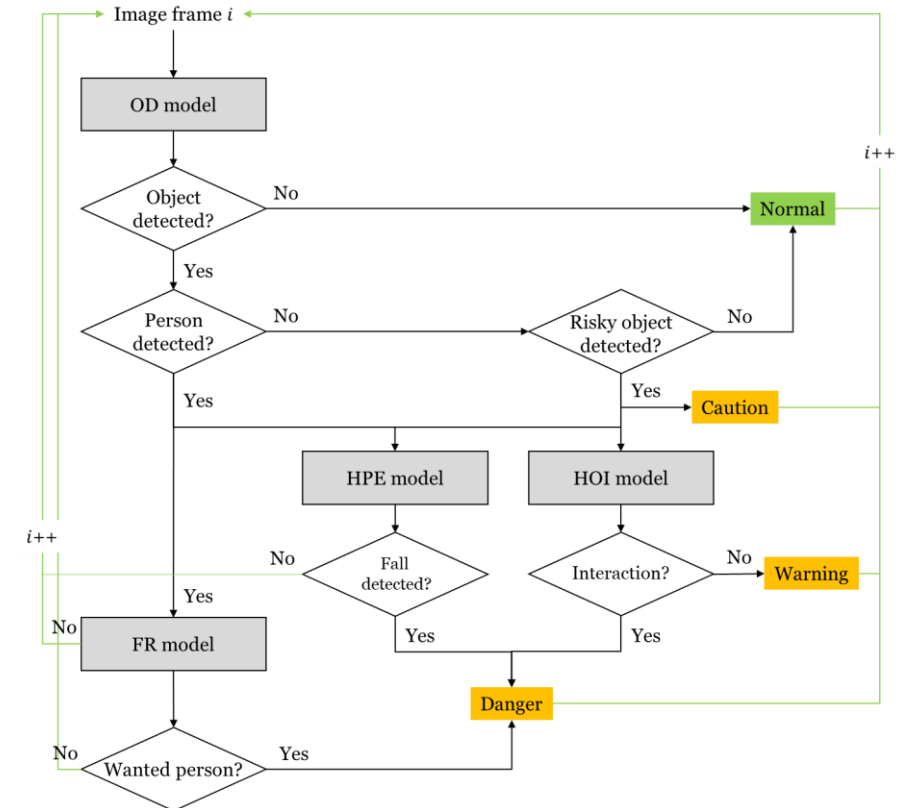 Image frame i
OD model
i++
Object
detected?
No
Normal
Yes
Person
detected?
No
Risky object
detected?
No
Yes
Yes
Caution
HPE model
HOI model
i++
No
Fall
detected?
Interaction?
No
Warning
Yes
No
FR model
Yes
Yes
Danger
No
Wanted person?
Yes